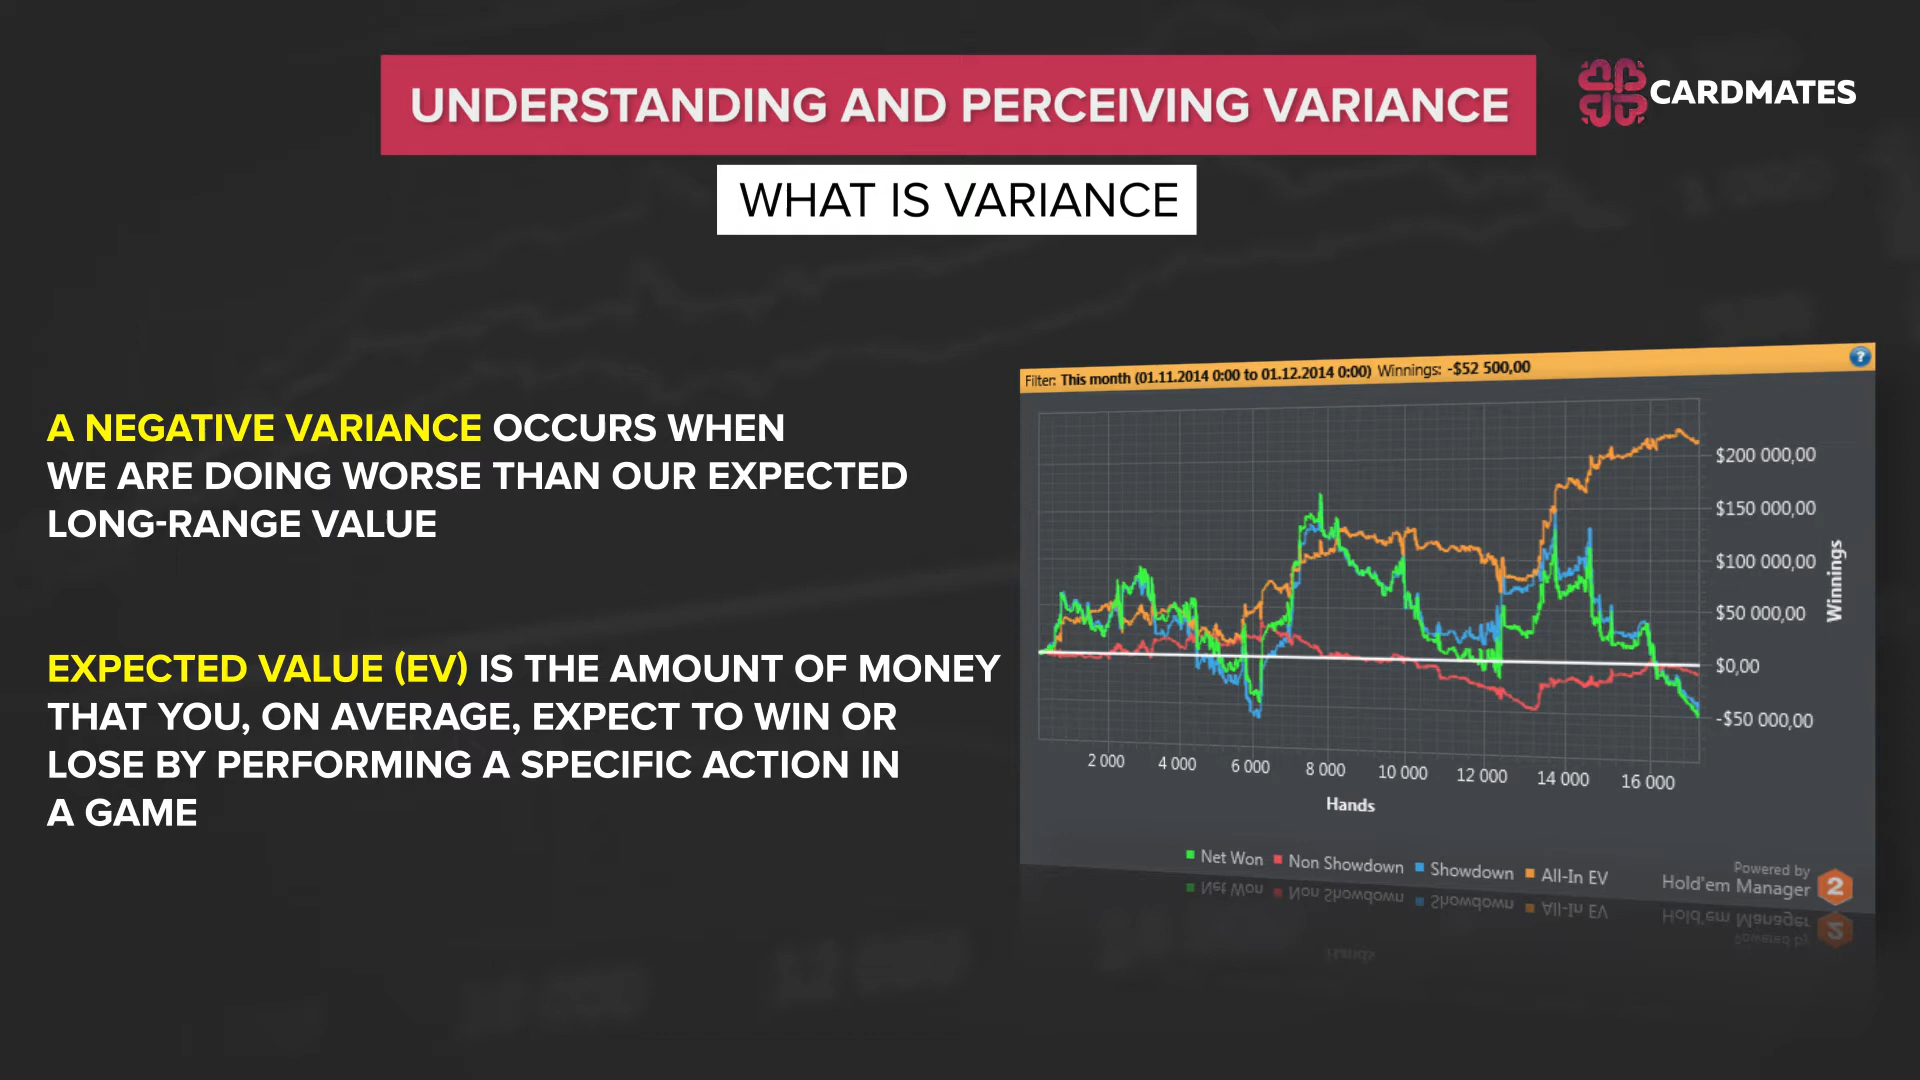 UNDERSTANDING AND PERCEIVING VARIANCE
CARDMATES
WHAT IS VARIANCE
A NEGATIVE VARIANCE OCCURS WHEN
WE ARE DOING WORSE THAN OUR EXPECTED
LONG-RANGE VALUE
EXPECTED VALUE (EV) IS THE AMOUNT OF MONEY
THAT YOU, ON AVERAGE, EXPECT TO WIN OR
LOSE BY PERFORMING A SPECIFIC ACTION IN
A GAME
Filter: This month (01.11.2014 0:00 to 01.12.2014 0:00) Winnings: -$52 500,00
?
$200 000,00
$150 000,00
$100 000,00
$50 000,00
$0,00
-$50 000,00
Winnings
2 000 4 000 6 000 8 000 10 000 12 000 14 000 16 000
Hands
Net Won Non Showdown Showdown All-In EV
Powered by
Hold'em Manager 2